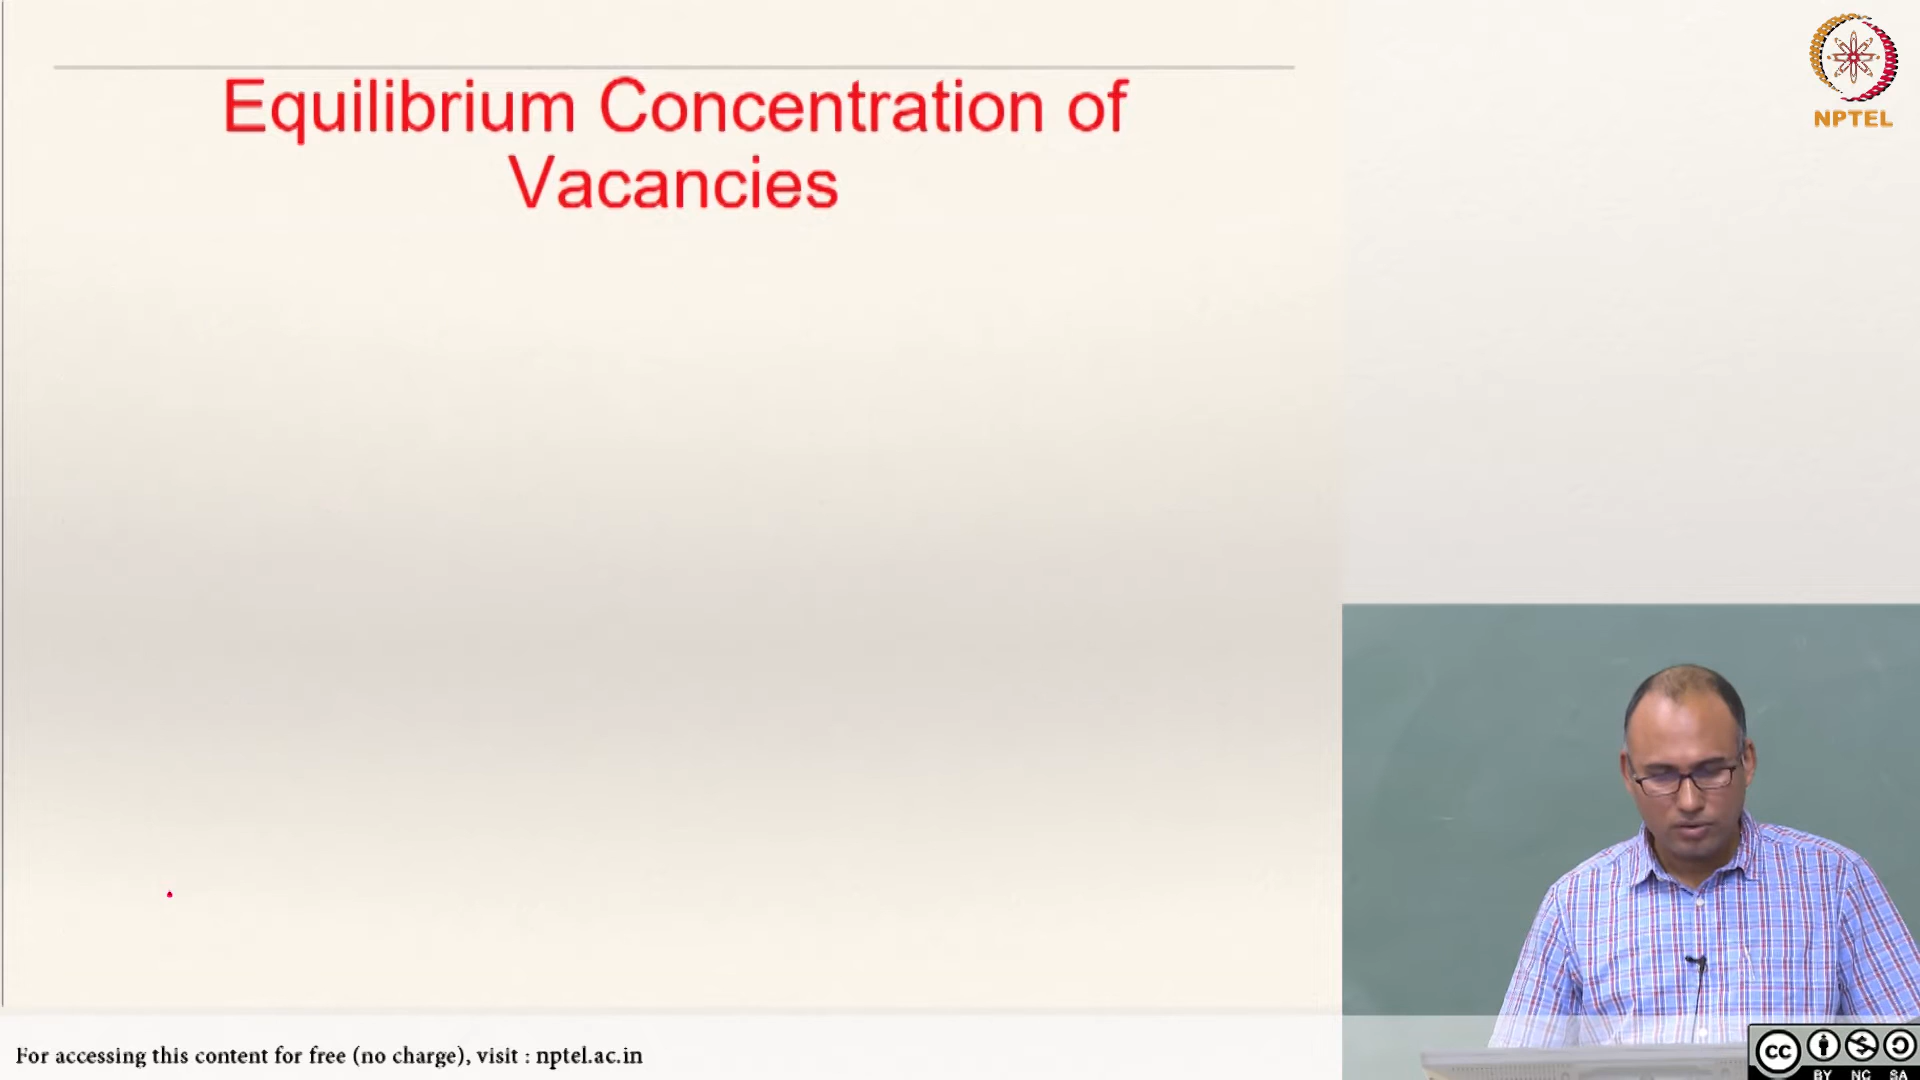 Equilibrium Concentration of
Vacancies
NPTEL
For accessing this content for free (no charge), visit : nptel.ac.in
cc
BY NC SA